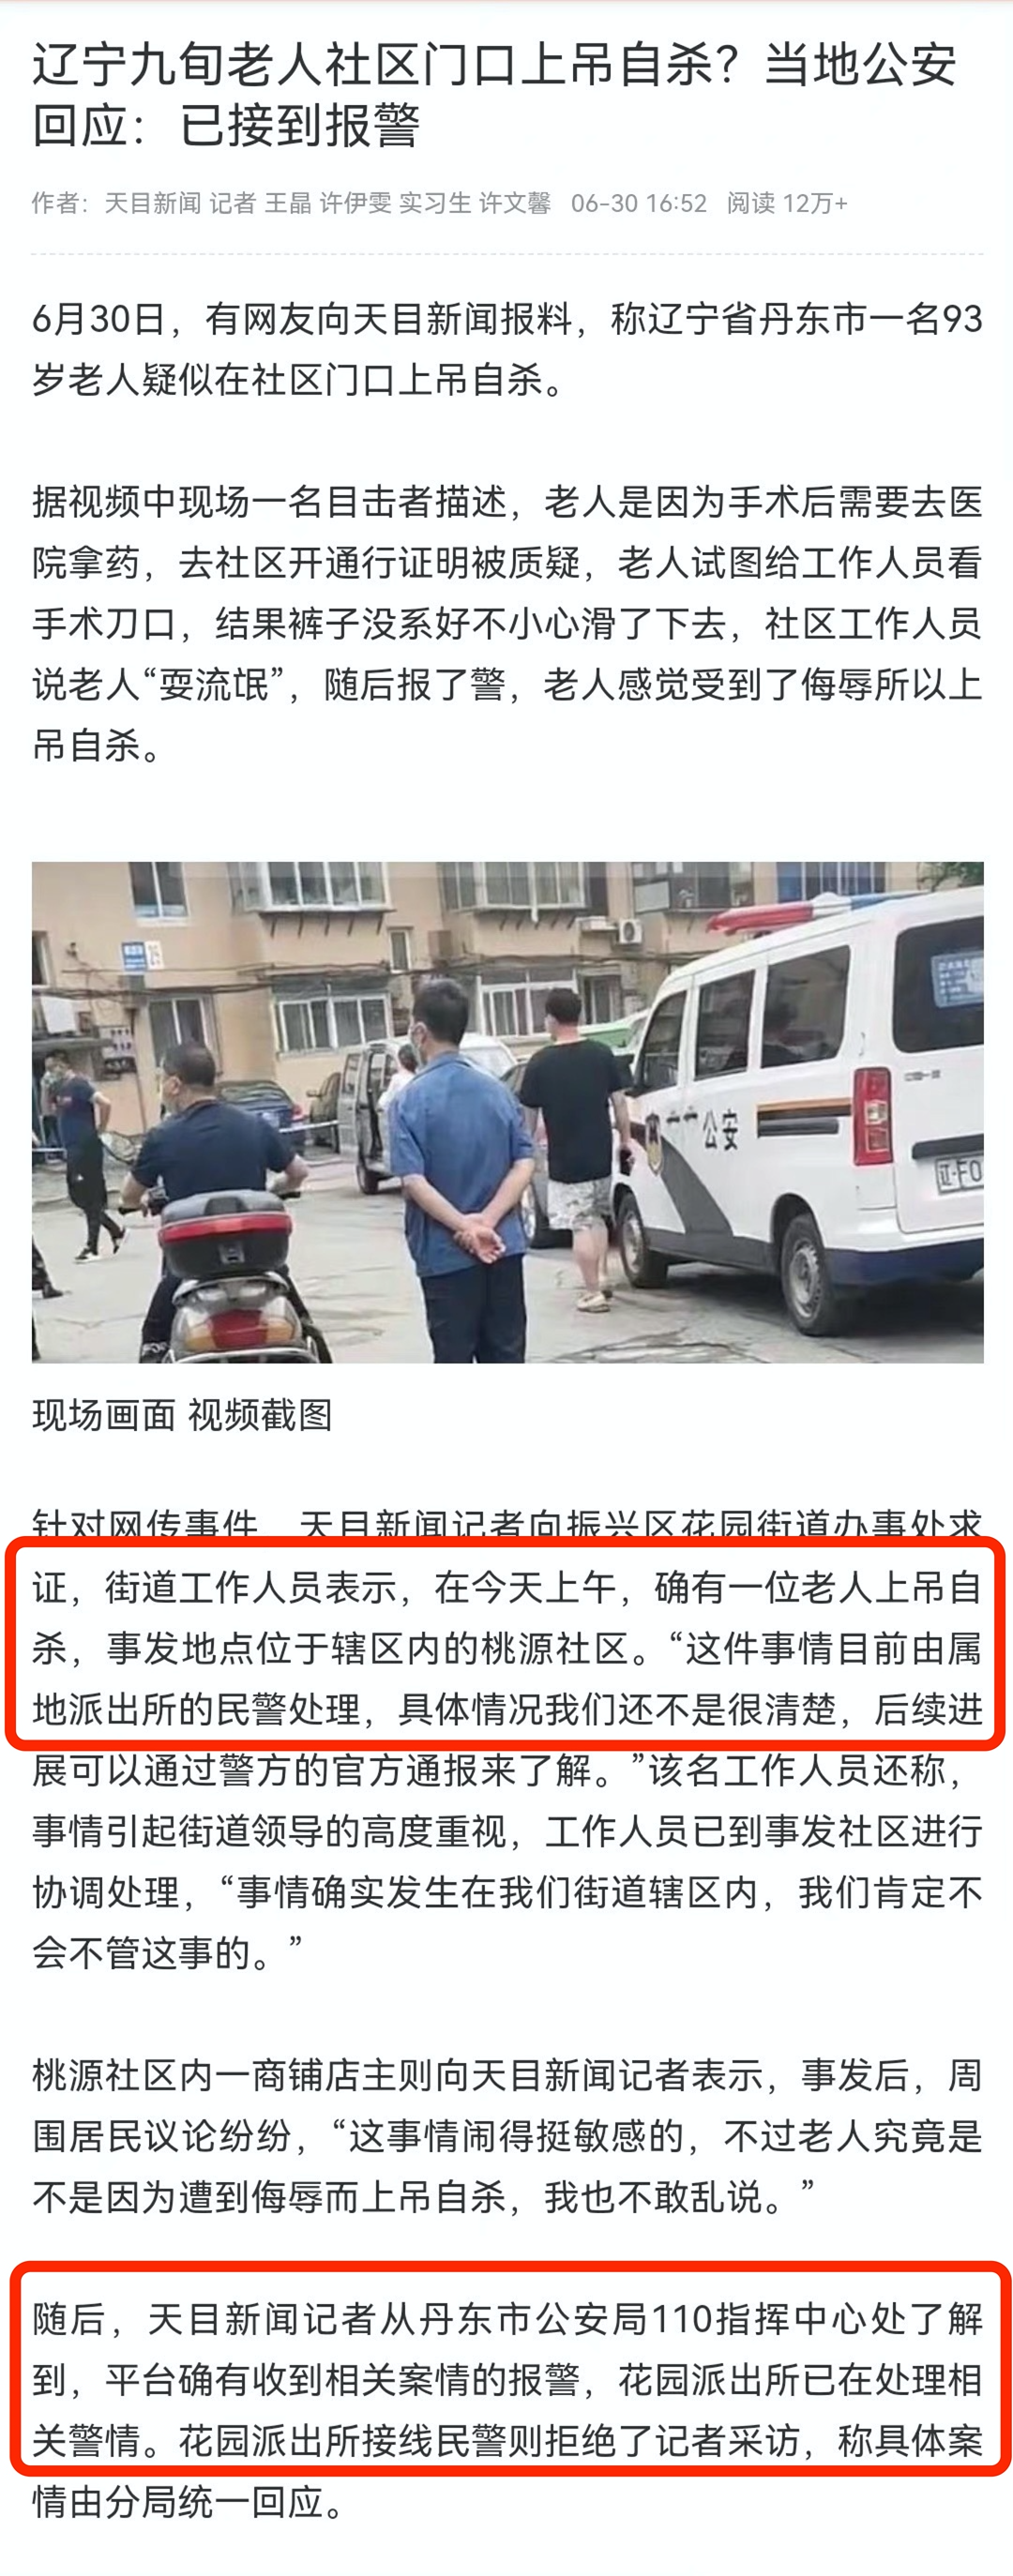 辽宁九旬老人社区门口上吊自杀？当地公安
回应：已接到报警
作者：天目新闻 记者 王晶 许伊雯 实习生 许文馨 06-30 16:52 阅读 12万+
6月30日，有网友向天目新闻报料，称辽宁省丹东市一名93
岁老人疑似在社区门口上吊自杀。
据视频中现场一名目击者描述，老人是因为手术后需要去医
院拿药，去社区开通行证明被质疑，老人试图给工作人员看
手术刀口，结果裤子没系好不小心滑了下去，社区工作人员
说老人“耍流氓”，随后报了警，老人感觉受到了侮辱所以上
吊自杀。
公安
辽·F0
现场画面 视频截图
针对网传事件，天目新闻记者向振兴区花园街道办事处求
证，街道工作人员表示，在今天上午，确有一位老人上吊自
杀，事发地点位于辖区内的桃源社区。“这件事情目前由属
地派出所的民警处理，具体情况我们还不是很清楚，后续进
展可以通过警方的官方通报来了解。”该名工作人员还称，
事情引起街道领导的高度重视，工作人员已到事发社区进行
协调处理，“事情确实发生在我们街道辖区内，我们肯定不
会不管这事的。”
桃源社区内一商铺店主则向天目新闻记者表示，事发后，周
围居民议论纷纷，“这事情闹得挺敏感的，不过老人究竟是
不是因为遭到侮辱而上吊自杀，我也不敢乱说。”
随后，天目新闻记者从丹东市公安局110指挥中心处了解
到，平台确有收到相关案情的报警，花园派出所已在处理相
关警情。花园派出所接线民警则拒绝了记者采访，称具体案
情由分局统一回应。